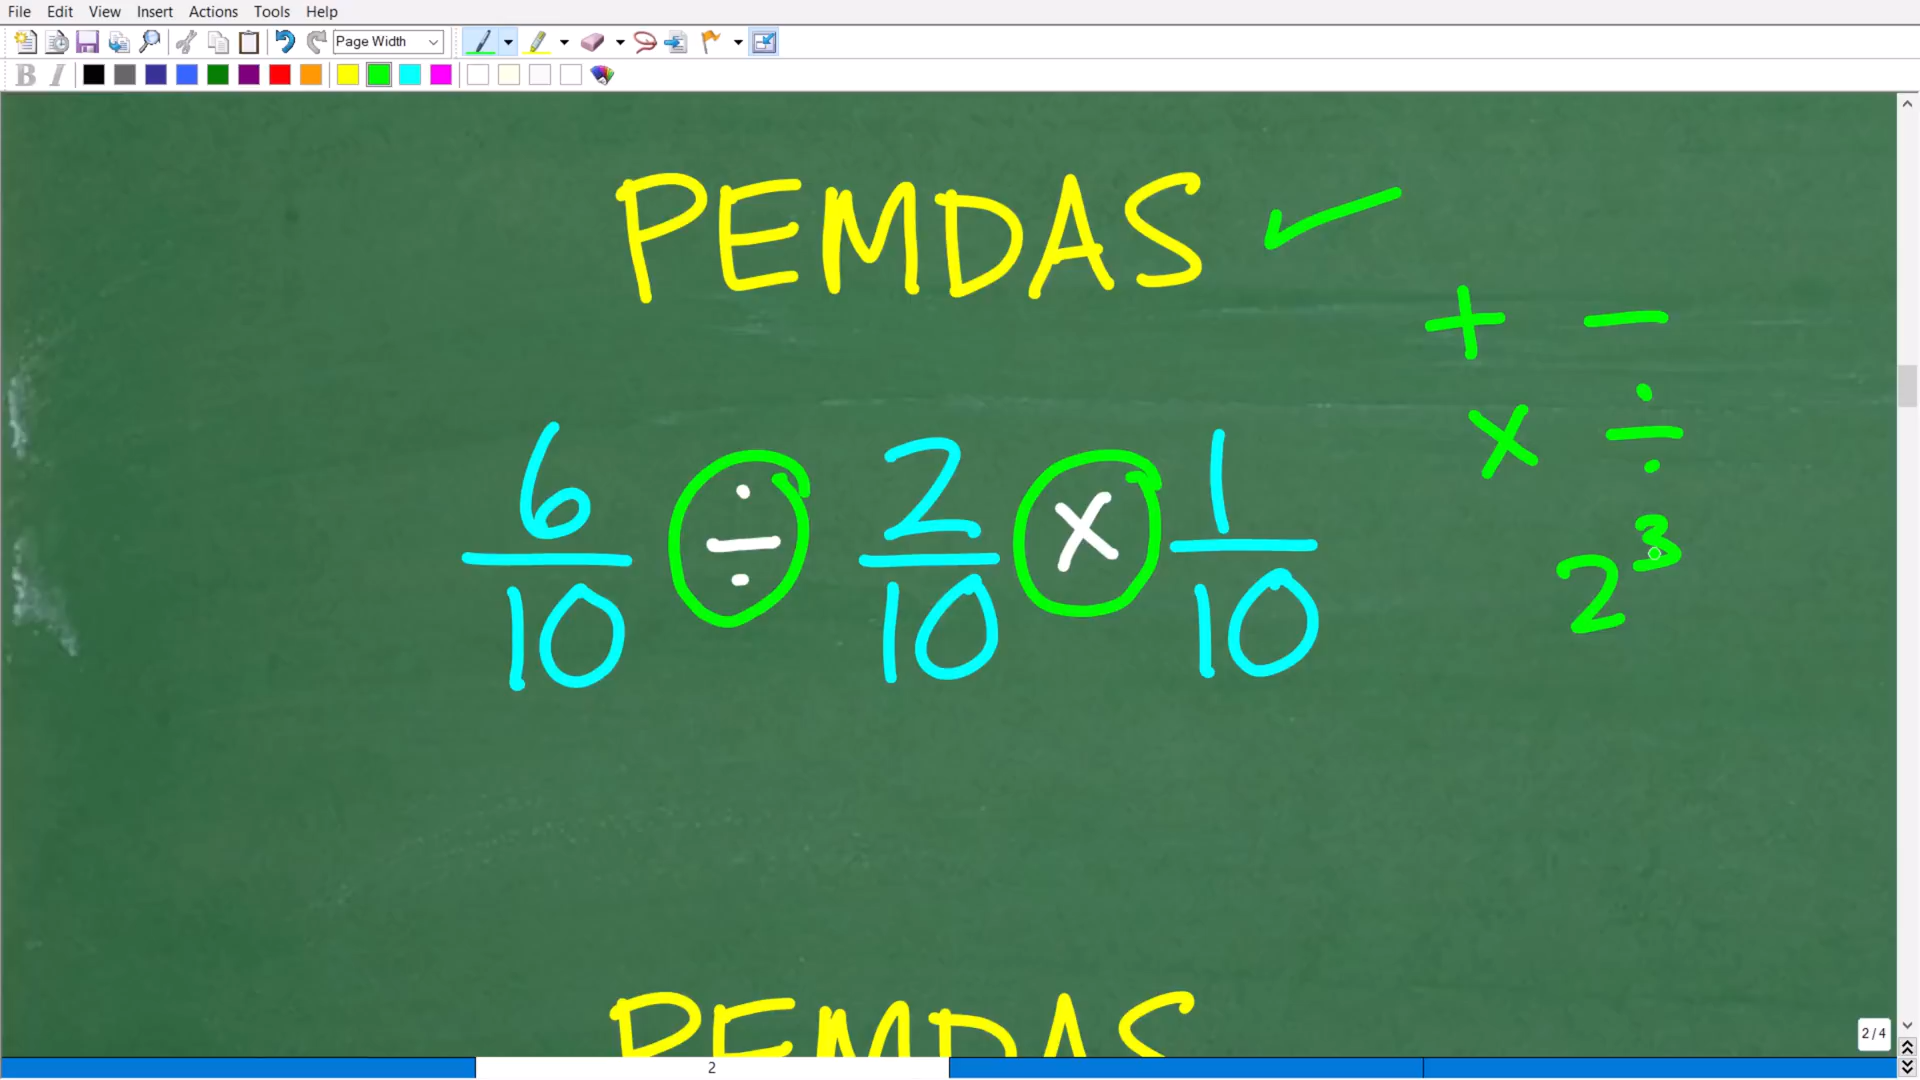 File Edit View Insert Actions Tools Help
Page Width
B I
PEMDAS ✓
+ −
× ÷
6/10 ÷ 2/10 × 1/10
2³
PEMDAS
2 / 4
2